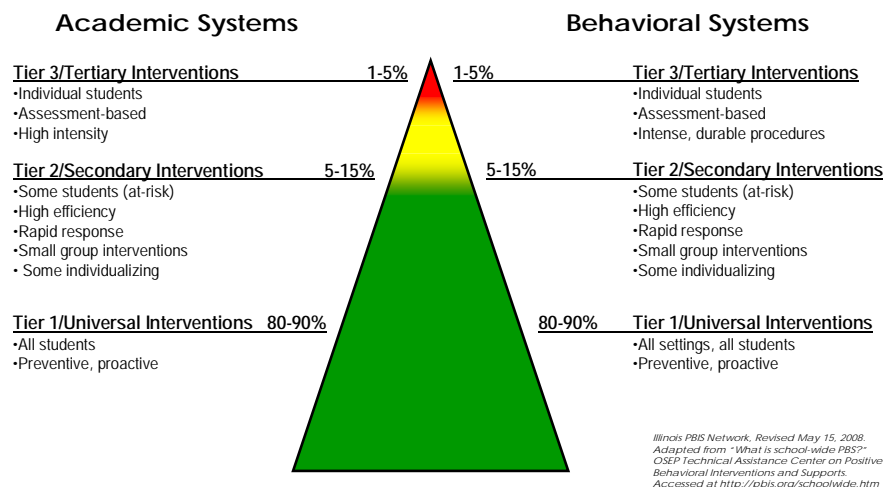 Academic Systems
Behavioral Systems
Tier 3/Tertiary Interventions 1-5%
•Individual students
•Assessment-based
•High intensity
1-5% Tier 3/Tertiary Interventions
•Individual students
•Assessment-based
•Intense, durable procedures
Tier 2/Secondary Interventions 5-15%
•Some students (at-risk)
•High efficiency
•Rapid response
•Small group interventions
• Some individualizing
5-15% Tier 2/Secondary Interventions
•Some students (at-risk)
•High efficiency
•Rapid response
•Small group interventions
•Some individualizing
Tier 1/Universal Interventions 80-90%
•All students
•Preventive, proactive
80-90% Tier 1/Universal Interventions
•All settings, all students
•Preventive, proactive
Illinois PBIS Network, Revised May 15, 2008.
Adapted from "What is school-wide PBS?"
OSEP Technical Assistance Center on Positive
Behavioral Interventions and Supports.
Accessed at http://pbis.org/schoolwide.htm